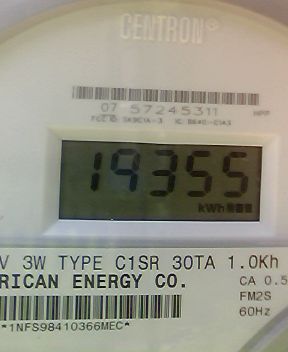 CENTRON®
07 57245311
19355
kWh
V 3W TYPE C1SR 30TA 1.0Kh
RICAN ENERGY CO. CA 0.5
FM2S
*1NFS98410366MEC* 60Hz